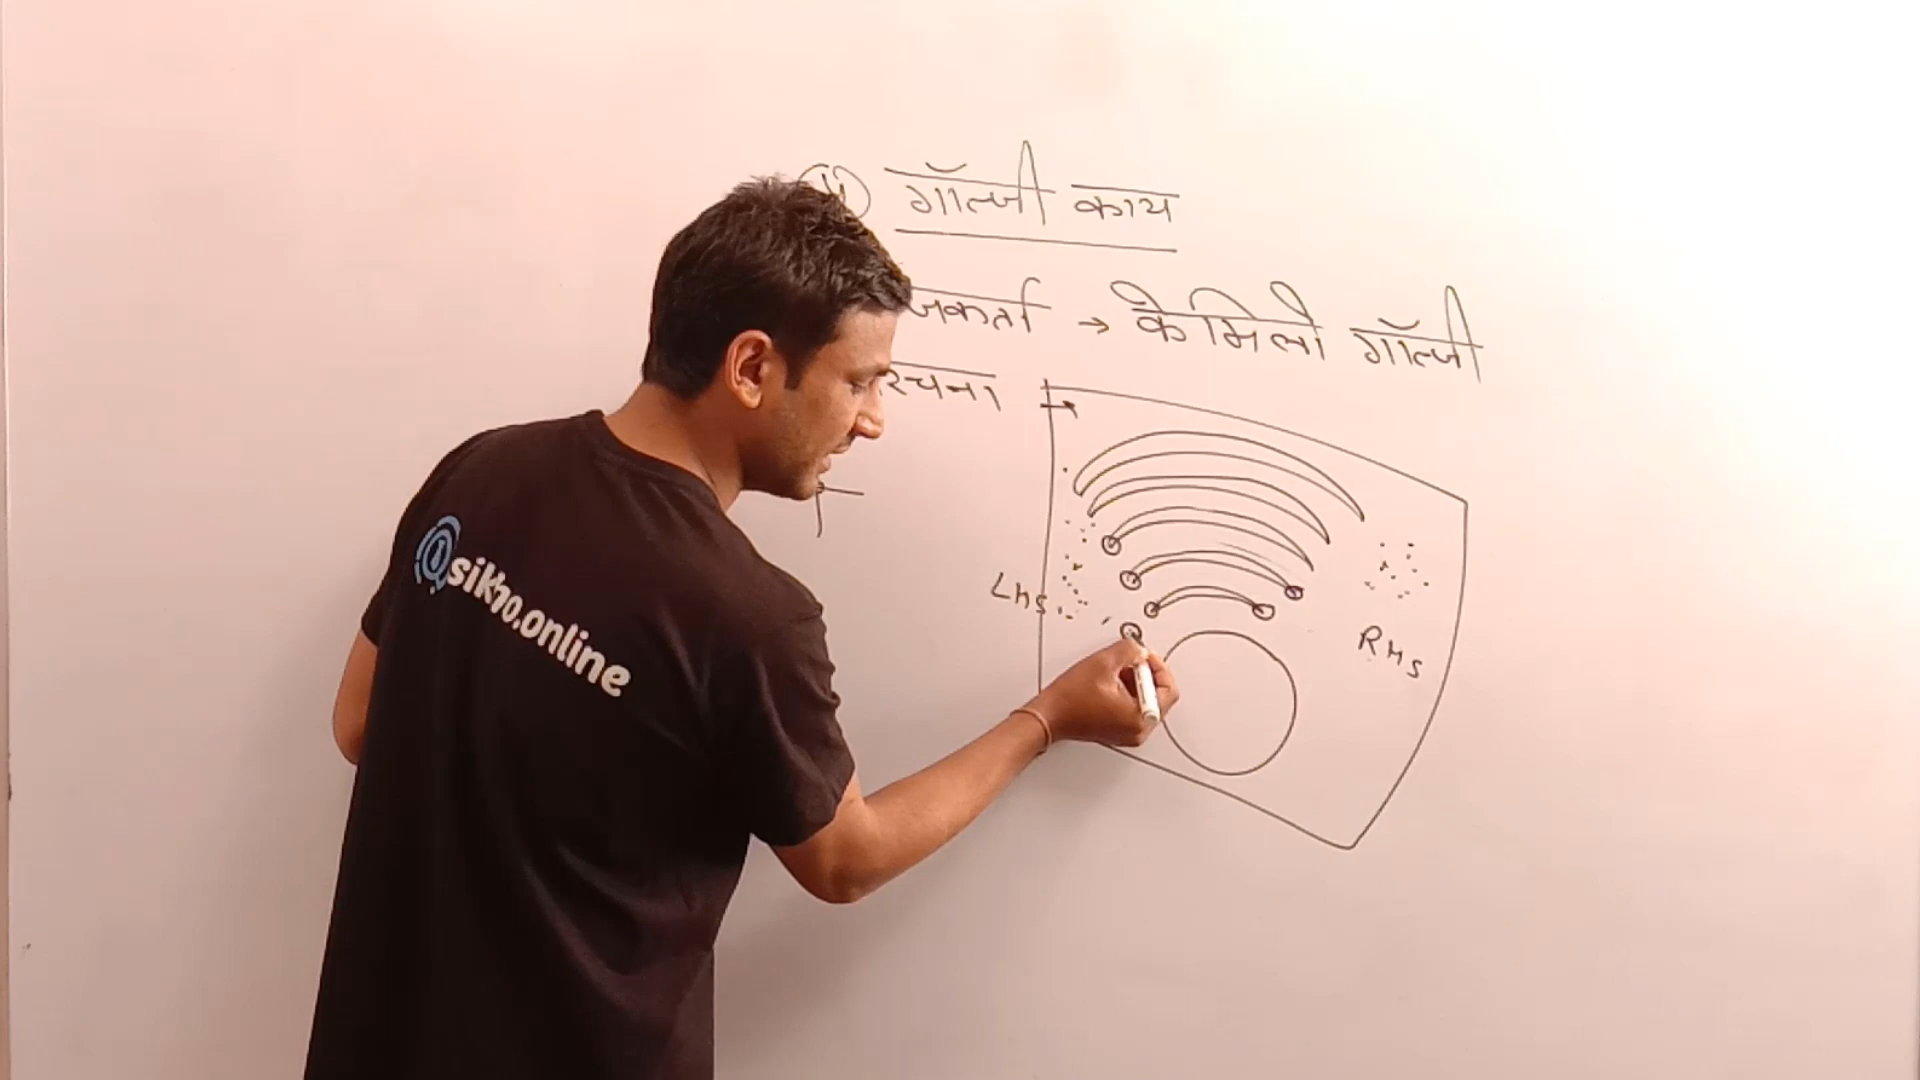 गॉल्जी काय
जकर्ता → कैमिलो गॉल्जी
रचना →
LHS
RHS
sikho.online